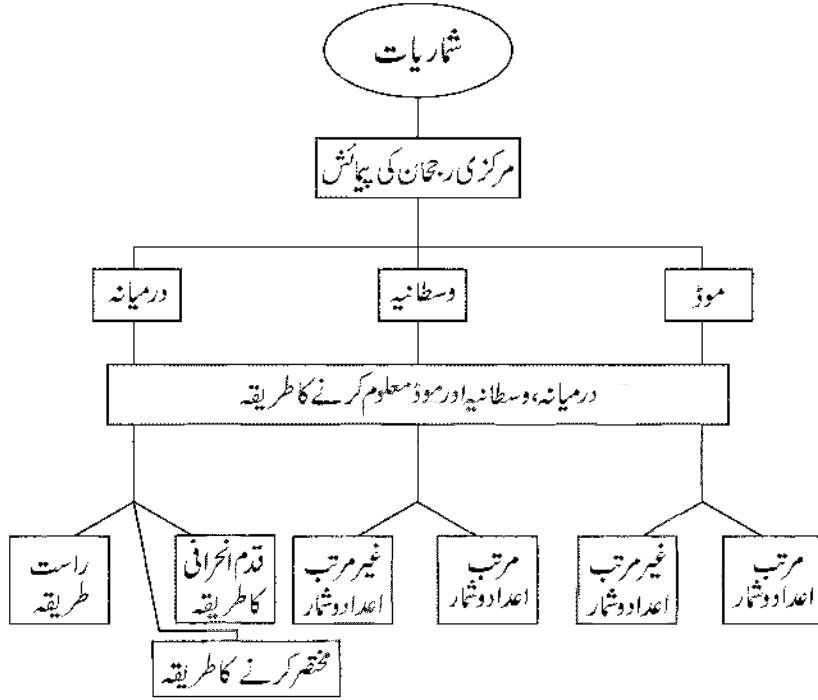 شماریات
مرکزی رجحان کی پیمائش
موڈ
وسطانیہ
درمیانہ
درمیانہ، وسطانیہ اور موڈ معلوم کرنے کا طریقہ
مرتب
اعداد و شمار
غیر مرتب
اعداد و شمار
مرتب
اعداد و شمار
غیر مرتب
اعداد و شمار
قدم انحرافی
کا طریقہ
راست
طریقہ
مختصر کرنے کا طریقہ